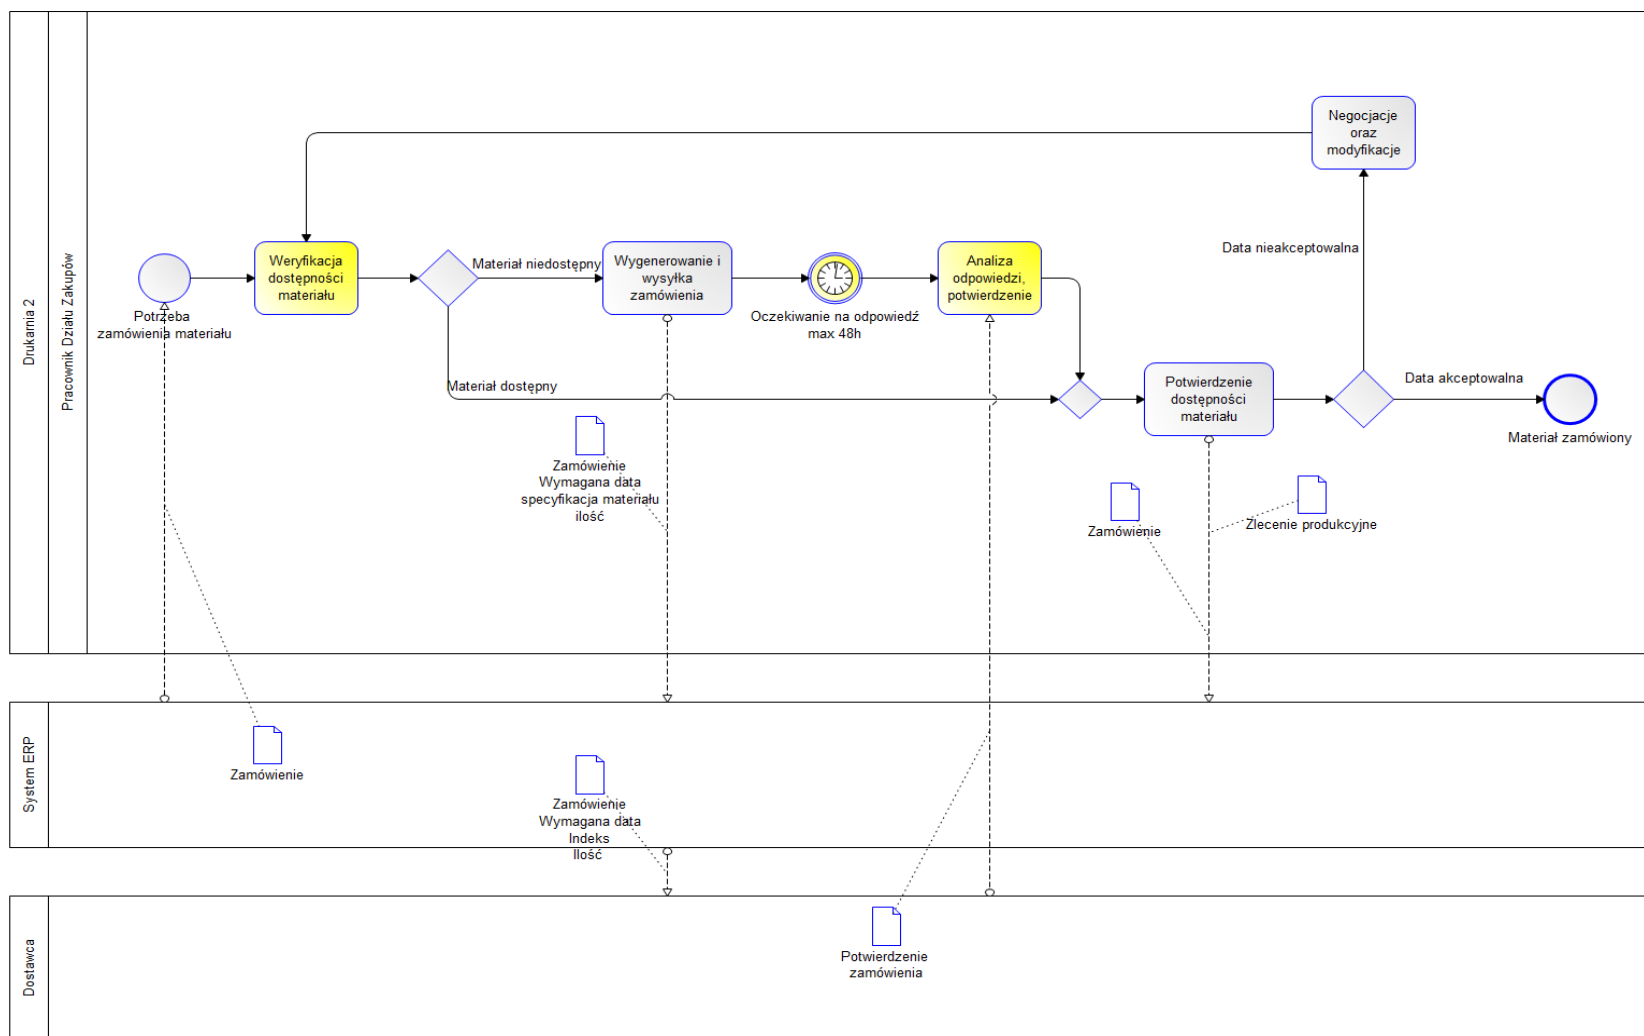 Drukarnia 2
Pracownik Działu Zakupów
Negocjacje
oraz
modyfikacje
Data nieakceptowalna
Weryfikacja
dostępności
materiału
Materiał niedostępny
Wygenerowanie i
wysyłka
zamówienia
Analiza
odpowiedzi,
potwierdzenie
Potrzeba
zamówienia materiału
Oczekiwanie na odpowiedź
max 48h
Materiał dostępny
Potwierdzenie
dostępności
materiału
Data akceptowalna
Materiał zamówiony
Zamówienie
Wymagana data
specyfikacja materiału
ilość
Zamówienie
Zlecenie produkcyjne
System ERP
Zamówienie
Zamówienie
Wymagana data
Indeks
Ilość
Dostawca
Potwierdzenie
zamówienia